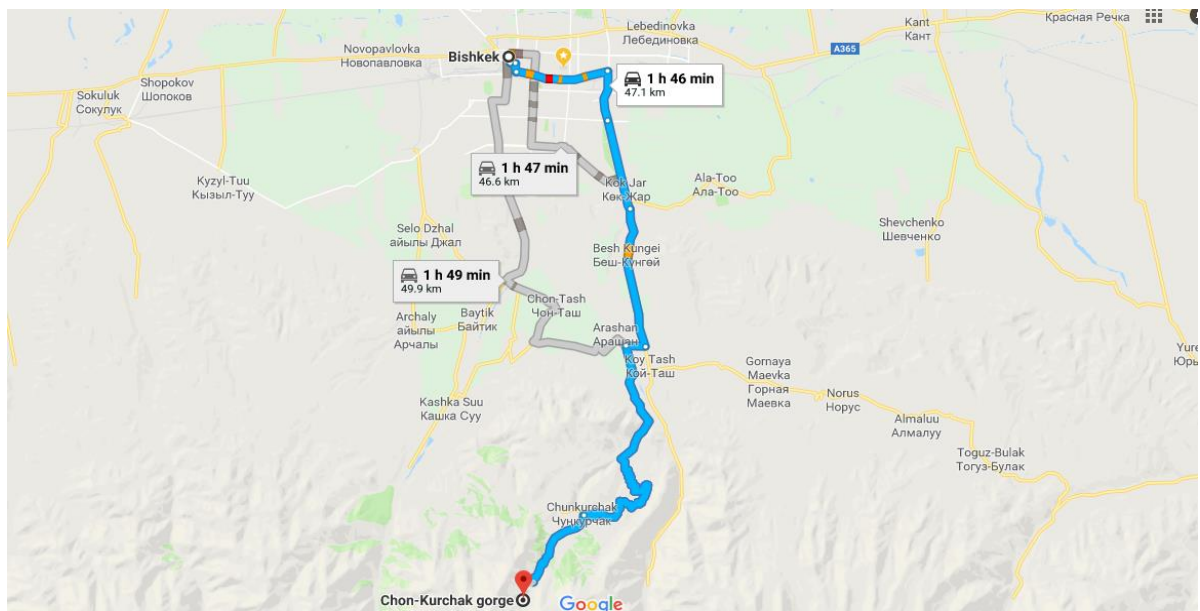 Lebedinovka
Лебединовка
Кант
Кант
Красная Речка
Novopavlovka
Новопавловка
Bishkek
A365
Shopokov
Шопоков
Sokuluk
Сокулук
1 h 46 min
47.1 km
1 h 47 min
46.6 km
Kyzyl-Tuu
Кызыл-Туу
Kok Jar
Көк-Жар
Ala-Too
Ала-Тоо
Selo Dzhal
айылы Джал
Shevchenko
Шевченко
Besh Kungei
Беш-Күнгөй
1 h 49 min
49.9 km
Chon-Tash
Чон-Таш
Archaly
айылы
Арчалы
Baytik
Байтик
Arashan
Арашан
Koy Tash
Кой-Таш
Gornaya
Maevka
Горная
Маевка
Norus
Норус
Yure
Юры
Kashka Suu
Кашка Суу
Almaluu
Алмалуу
Toguz-Bulak
Тогуз-Булак
Chunkurchak
Чункурчак
Chon-Kurchak gorge
Google